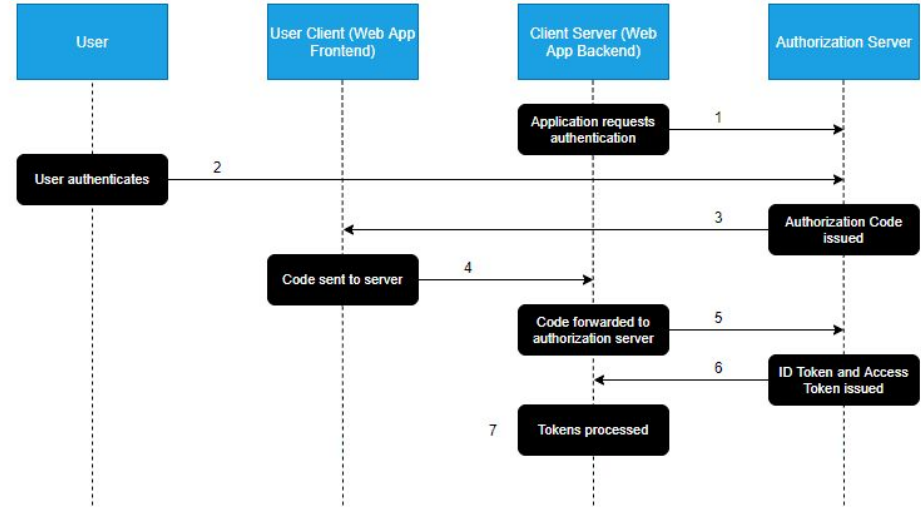 User
User Client (Web App
Frontend)
Client Server (Web
App Backend)
Authorization Server
Application requests
authentication
1
User authenticates
2
3
Authorization Code
issued
Code sent to server
4
Code forwarded to
authorization server
5
6
ID Token and Access
Token issued
7
Tokens processed